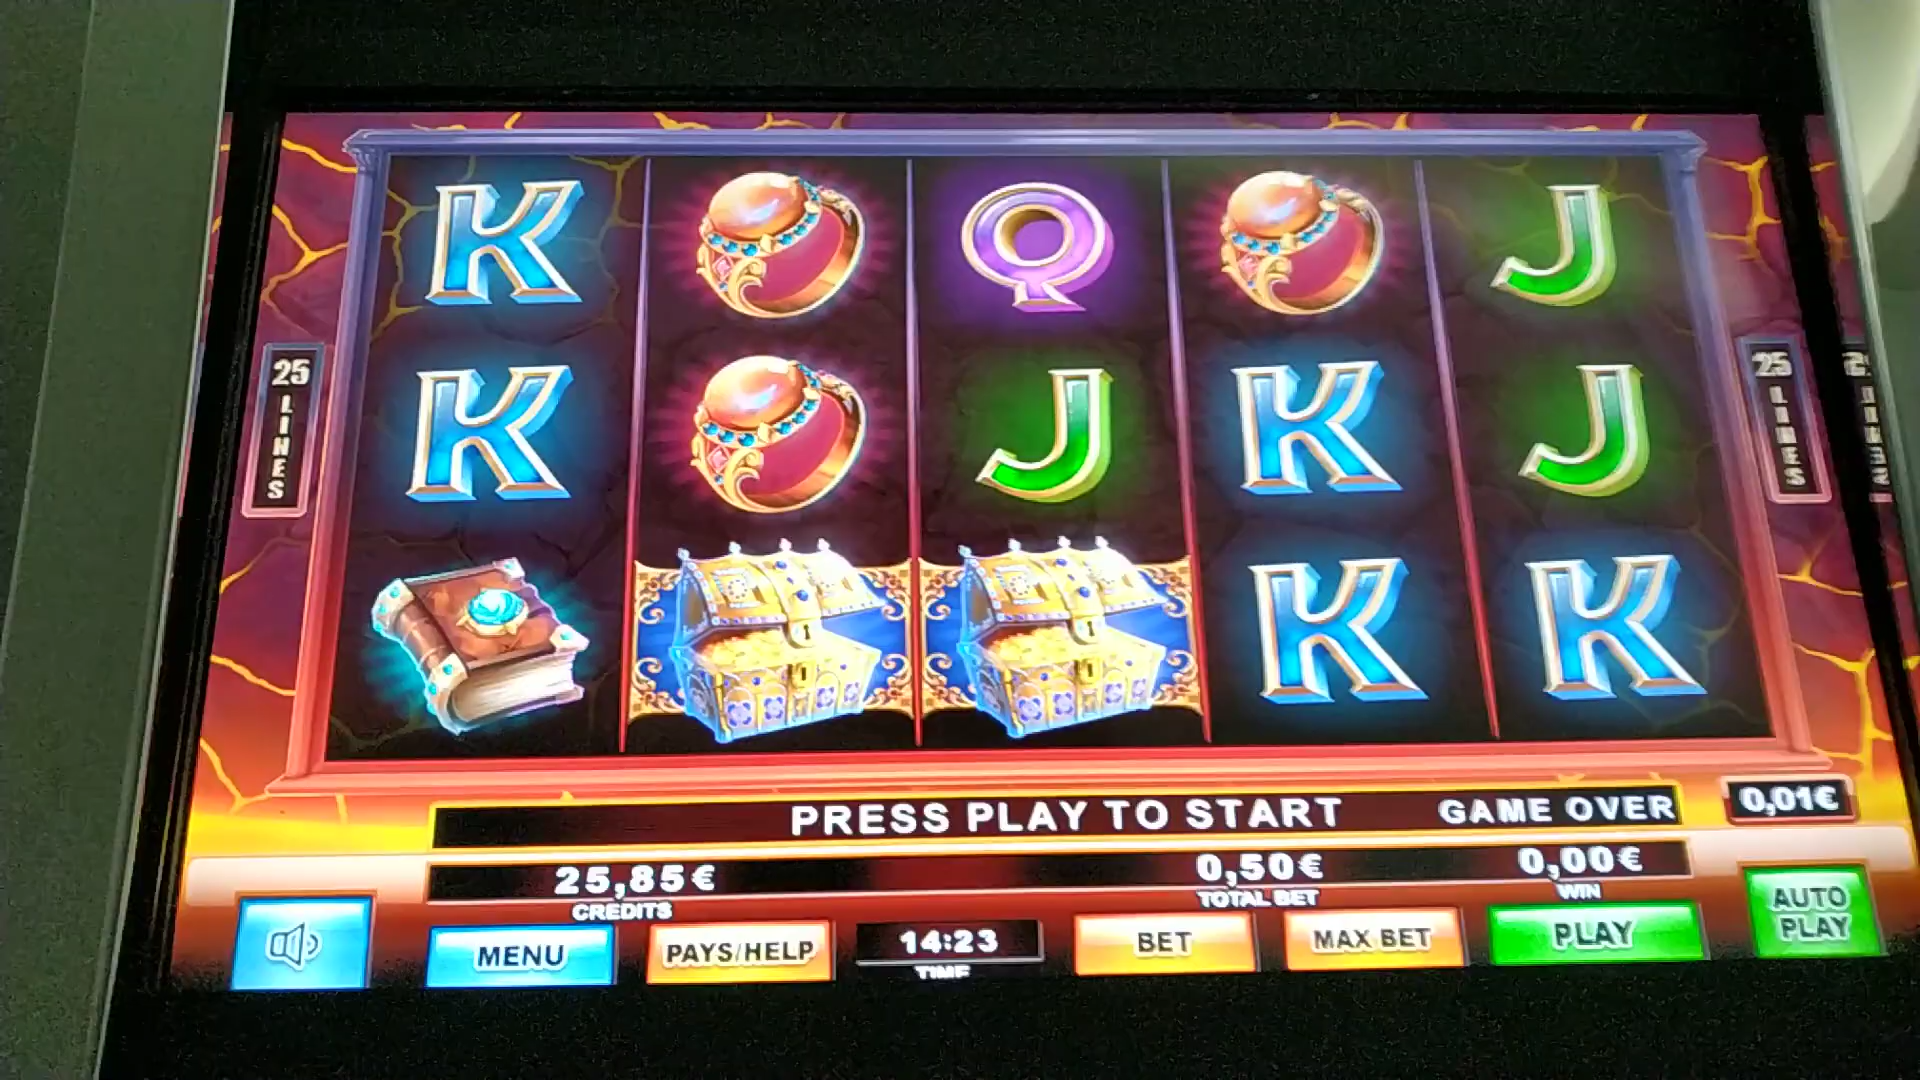 K Q J
25 LINES
K J K J
25 LINES
K K
PRESS PLAY TO START GAME OVER 0,01€
25,85€ 0,50€ 0,00€
CREDITS TOTAL BET WIN
MENU PAYS/HELP 14:23 BET MAX BET PLAY AUTO PLAY
TIME